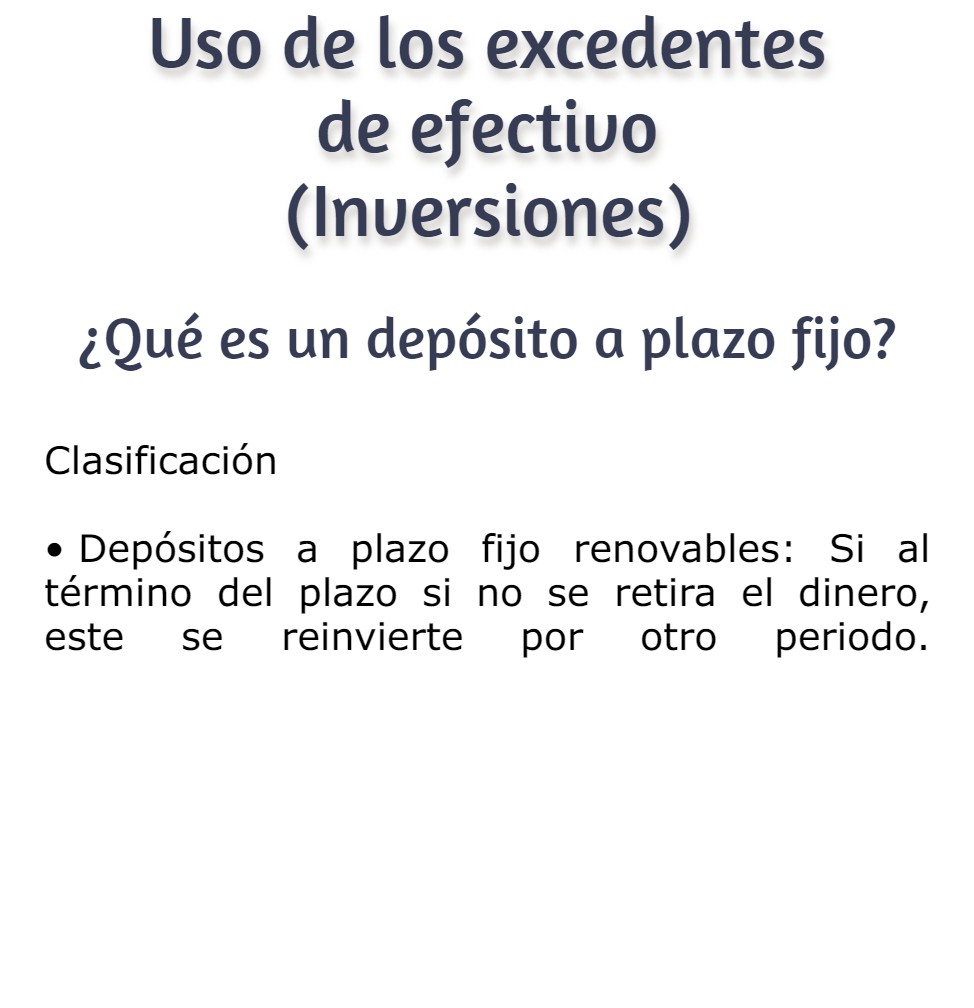 Uso de los excedentes
de efectivo
(Inversiones)
¿Qué es un depósito a plazo fijo?
Clasificación
• Depósitos a plazo fijo renovables: Si al
término del plazo si no se retira el dinero,
este se reinvierte por otro periodo.